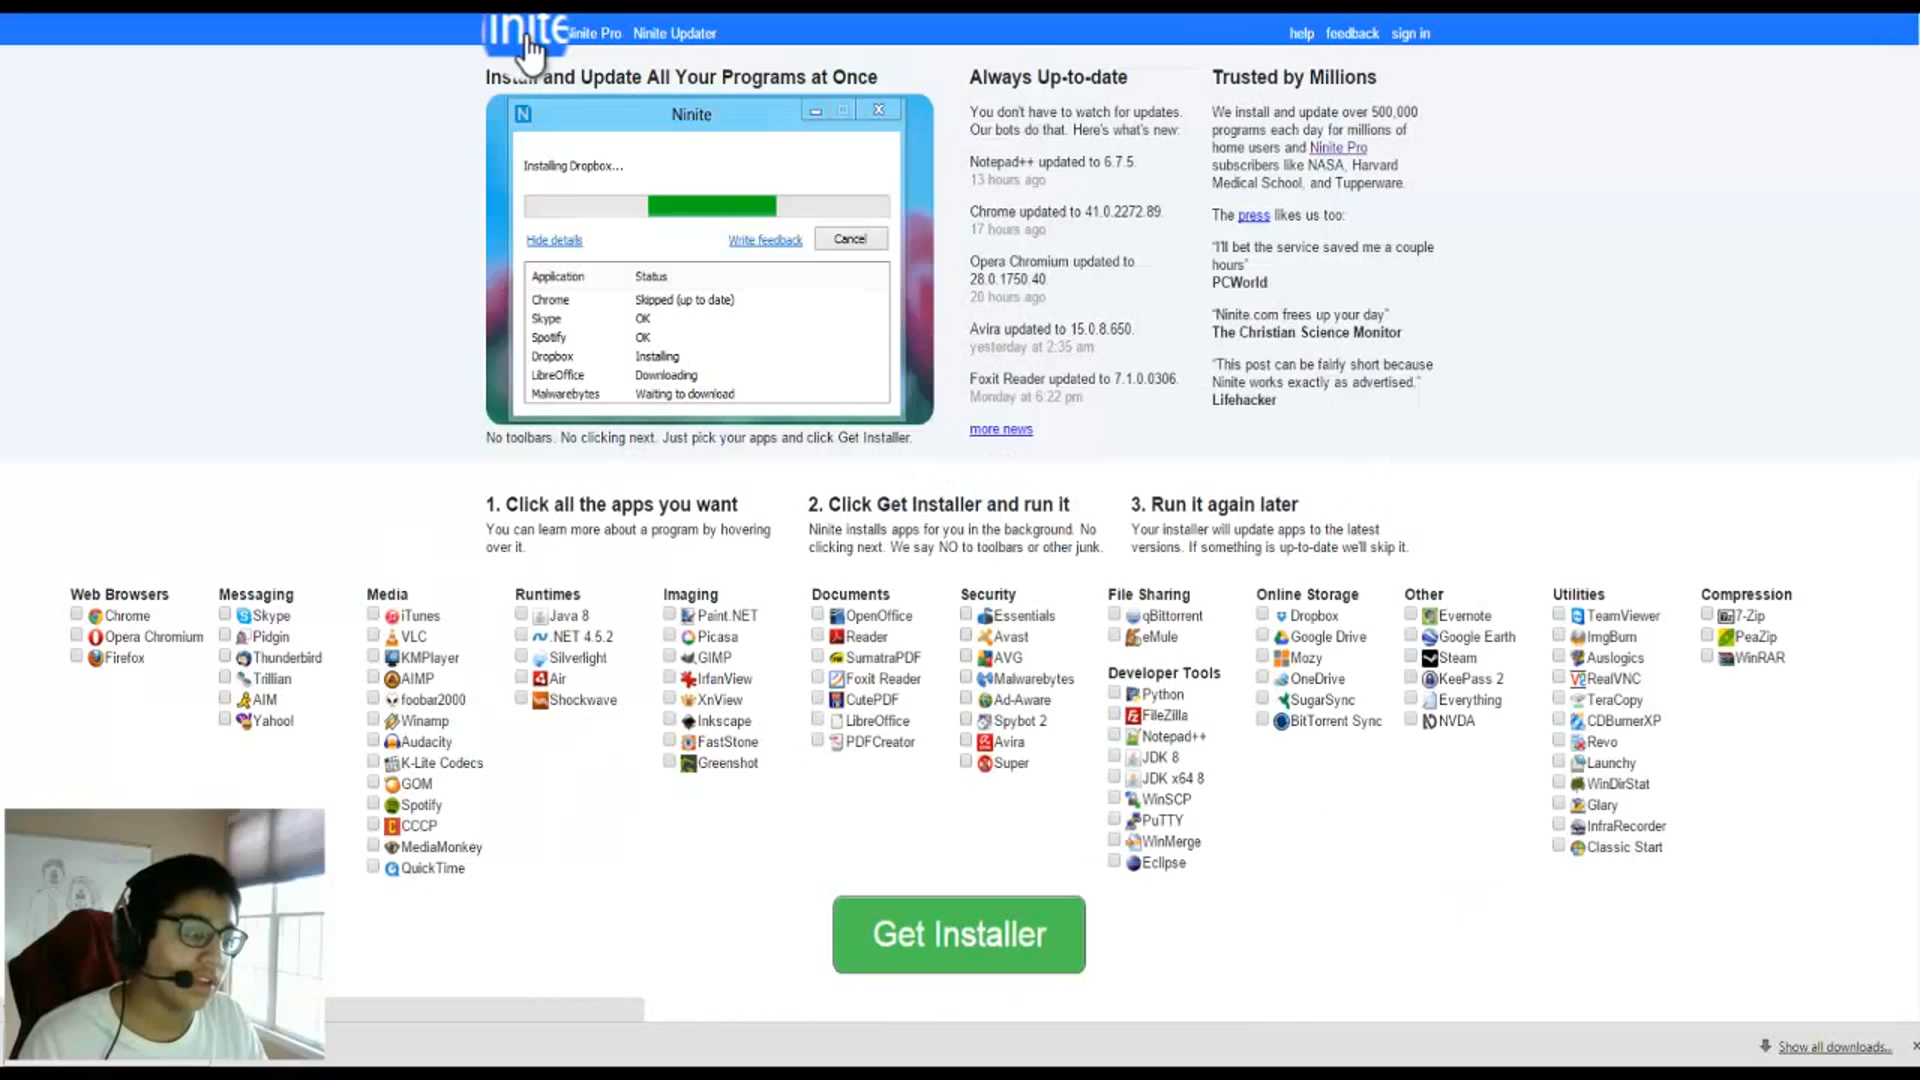 Ninite Pro Ninite Updater
help feedback sign in
Install and Update All Your Programs at Once
Ninite
Installing Dropbox...
Hide details
Write feedback
Cancel
Application Status
Chrome Skipped (up to date)
Skype OK
Spotify OK
Dropbox Installing
LibreOffice Downloading
Malwarebytes Waiting to download
No toolbars. No clicking next. Just pick your apps and click Get Installer.
Always Up-to-date
You don't have to watch for updates.
Our bots do that. Here's what's new:
Notepad++ updated to 6.7.5.
13 hours ago
Chrome updated to 41.0.2272.89.
17 hours ago
Opera Chromium updated to
28.0.1750.40.
20 hours ago
Avira updated to 15.0.8.650.
yesterday at 2:35 am
Foxit Reader updated to 7.1.0.0306.
Monday at 6:22 pm
more news
Trusted by Millions
We install and update over 500,000
programs each day for millions of
home users and Ninite Pro
subscribers like NASA, Harvard
Medical School, and Tupperware.
The press likes us too:
"I'll bet the service saved me a couple
hours"
PCWorld
"Ninite.com frees up your day"
The Christian Science Monitor
"This post can be fairly short because
Ninite works exactly as advertised."
Lifehacker
1. Click all the apps you want
You can learn more about a program by hovering
over it.
2. Click Get Installer and run it
Ninite installs apps for you in the background. No
clicking next. We say NO to toolbars or other junk.
3. Run it again later
Your installer will update apps to the latest
versions. If something is up-to-date we'll skip it.
Web Browsers
Chrome
Opera Chromium
Firefox
Messaging
Skype
Pidgin
Thunderbird
Trillian
AIM
Yahoo!
Media
iTunes
VLC
KMPlayer
AIMP
foobar2000
Winamp
Audacity
K-Lite Codecs
GOM
Spotify
CCCP
MediaMonkey
QuickTime
Runtimes
Java 8
.NET 4.5.2
Silverlight
Air
Shockwave
Imaging
Paint.NET
Picasa
GIMP
IrfanView
XnView
Inkscape
FastStone
Greenshot
Documents
OpenOffice
Reader
SumatraPDF
Foxit Reader
CutePDF
LibreOffice
PDFCreator
Security
Essentials
Avast
AVG
Malwarebytes
Ad-Aware
Spybot 2
Avira
Super
File Sharing
qBittorrent
eMule
Developer Tools
Python
FileZilla
Notepad++
JDK 8
JDK x64 8
WinSCP
PuTTY
WinMerge
Eclipse
Online Storage
Dropbox
Google Drive
Mozy
OneDrive
SugarSync
BitTorrent Sync
Other
Evernote
Google Earth
Steam
KeePass 2
Everything
NVDA
Utilities
TeamViewer
ImgBurn
Auslogics
RealVNC
TeraCopy
CDBurnerXP
Revo
Launchy
WinDirStat
Glary
InfraRecorder
Classic Start
Compression
7-Zip
PeaZip
WinRAR
Get Installer
Show all downloads...